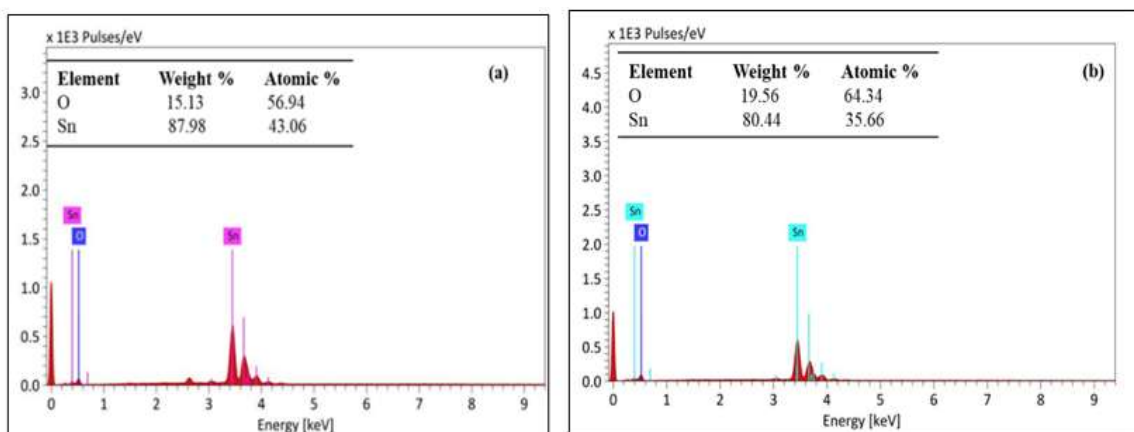 x 1E3 Pulses/eV
Element Weight % Atomic %
(a)
O 15.13 56.94
Sn 87.98 43.06
3.0
2.5
2.0
1.5
1.0
0.5
0.0
Sn
O
Sn
0 1 2 3 4 5 6 7 8 9
Energy [keV]
x 1E3 Pulses/eV
Element Weight % Atomic %
(b)
O 19.56 64.34
Sn 80.44 35.66
4.5
4.0
3.5
3.0
2.5
2.0
1.5
1.0
0.5
0.0
Sn
O
Sn
0 1 2 3 4 5 6 7 8 9
Energy [keV]